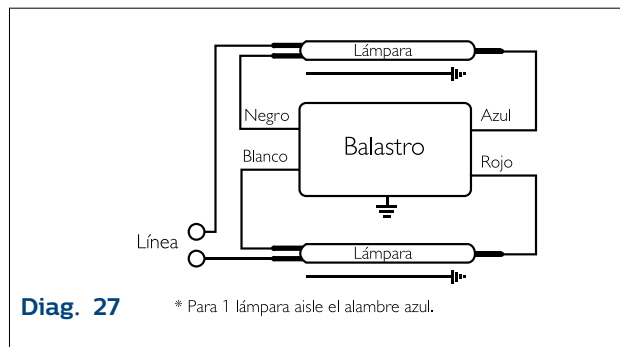 Lámpara
Negro
Azul
Balastro
Blanco
Rojo
Línea
Lámpara
Diag. 27
* Para 1 lámpara aisle el alambre azul.